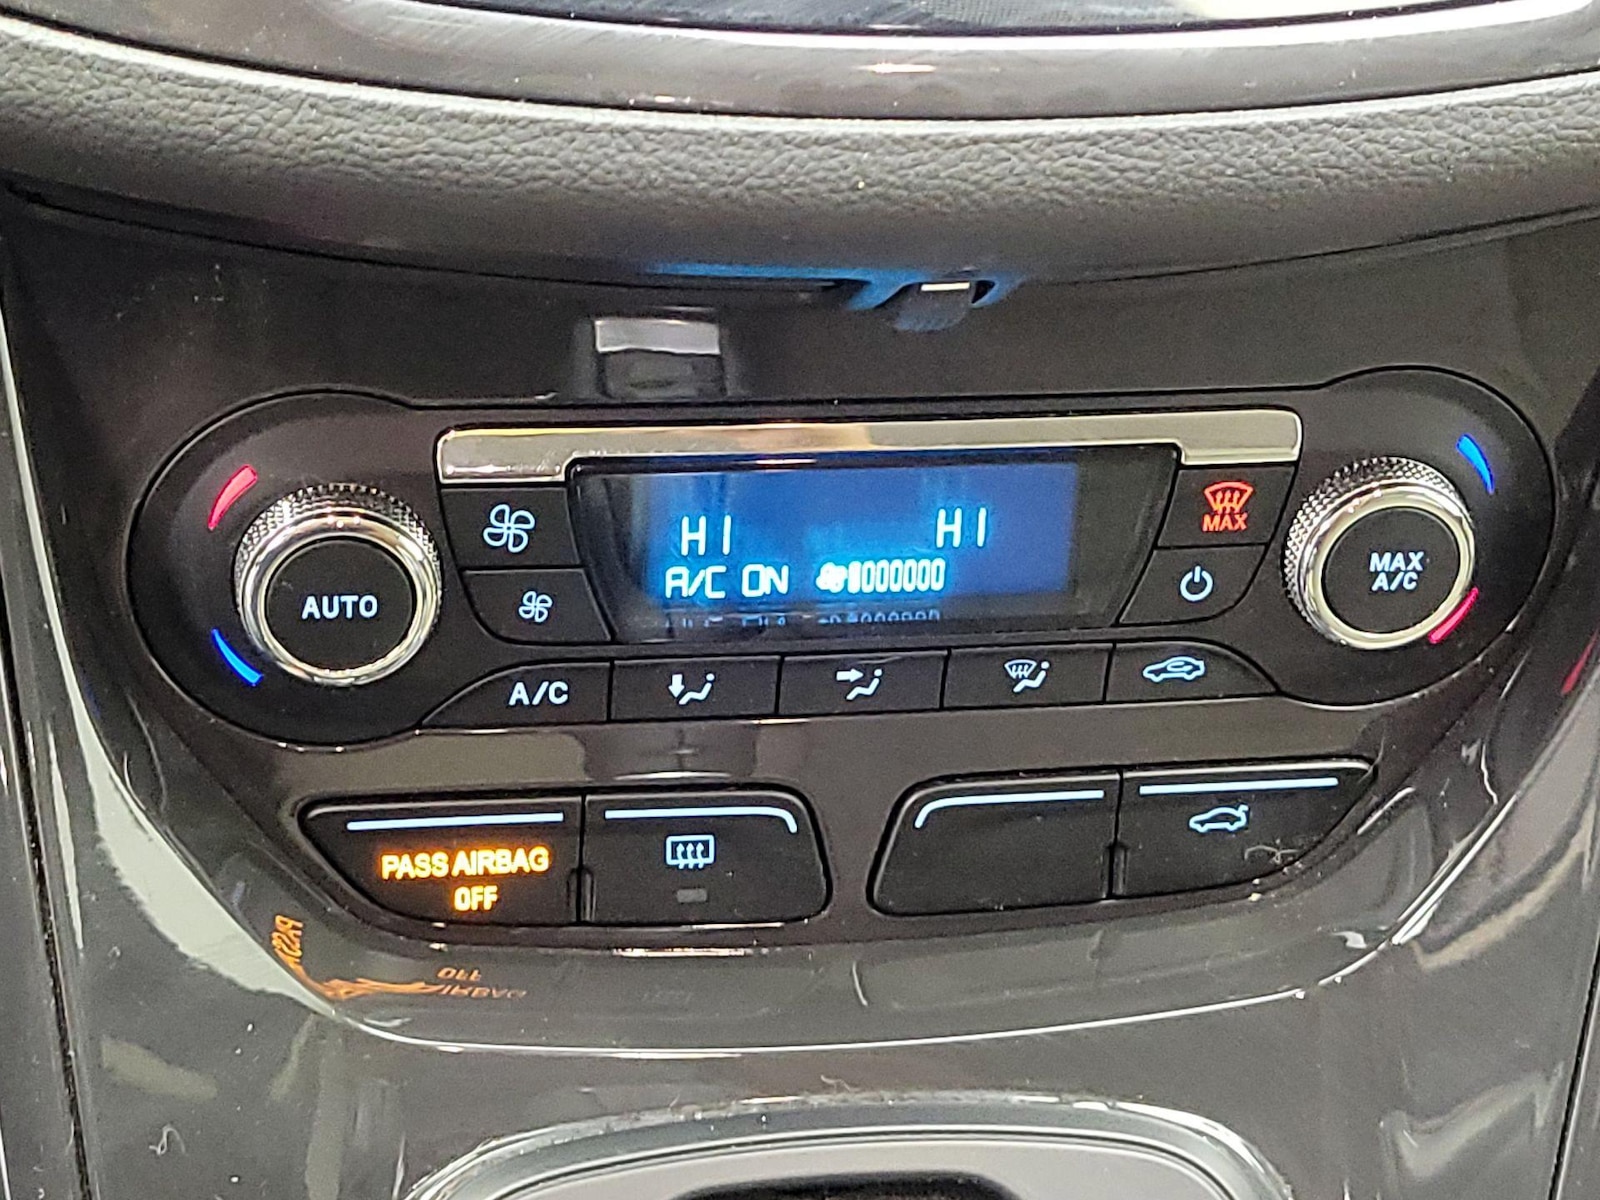 HI HI
A/C ON
MAX
AUTO
MAX
A/C
A/C
PASS AIRBAG
OFF